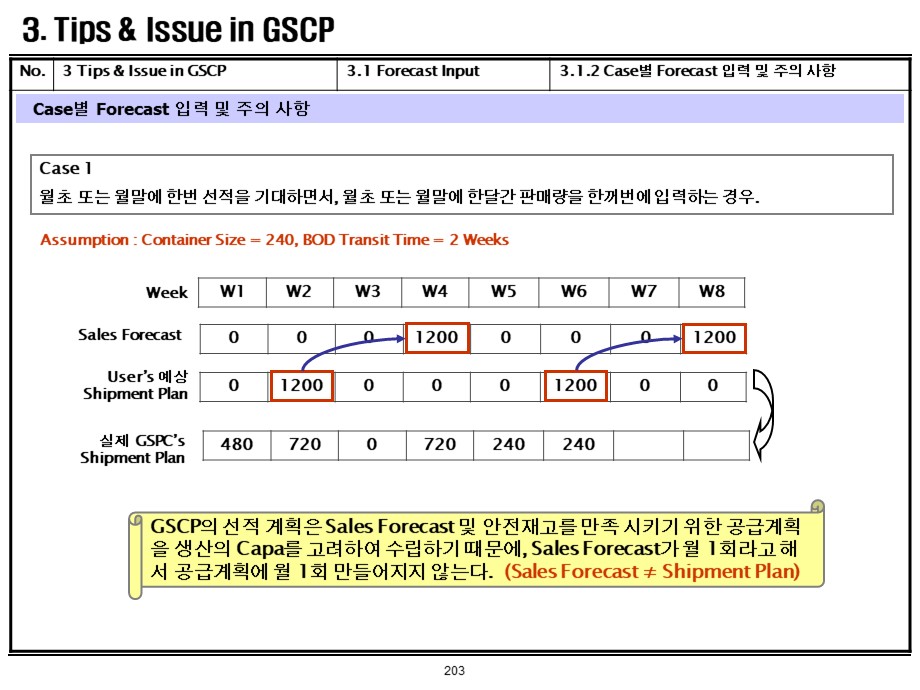 3. Tips & Issue in GSCP
No. 3 Tips & Issue in GSCP 3.1 Forecast Input 3.1.2 Case별 Forecast 입력 및 주의 사항
Case별 Forecast 입력 및 주의 사항
Case 1
월초 또는 월말에 한번 선적을 기대하면서, 월초 또는 월말에 한달간 판매량을 한꺼번에 입력하는 경우.
Assumption : Container Size = 240, BOD Transit Time = 2 Weeks
Week W1 W2 W3 W4 W5 W6 W7 W8
Sales Forecast 0 0 0 1200 0 0 0 1200
User's 예상
Shipment Plan 0 1200 0 0 0 1200 0 0
실제 GSPC's
Shipment Plan 480 720 0 720 240 240
GSCP의 선적 계획은 Sales Forecast 및 안전재고를 만족 시키기 위한 공급계획
을 생산의 Capa를 고려하여 수립하기 때문에, Sales Forecast가 월 1회라고 해
서 공급계획에 월 1회 만들어지지 않는다. (Sales Forecast ≠ Shipment Plan)
203